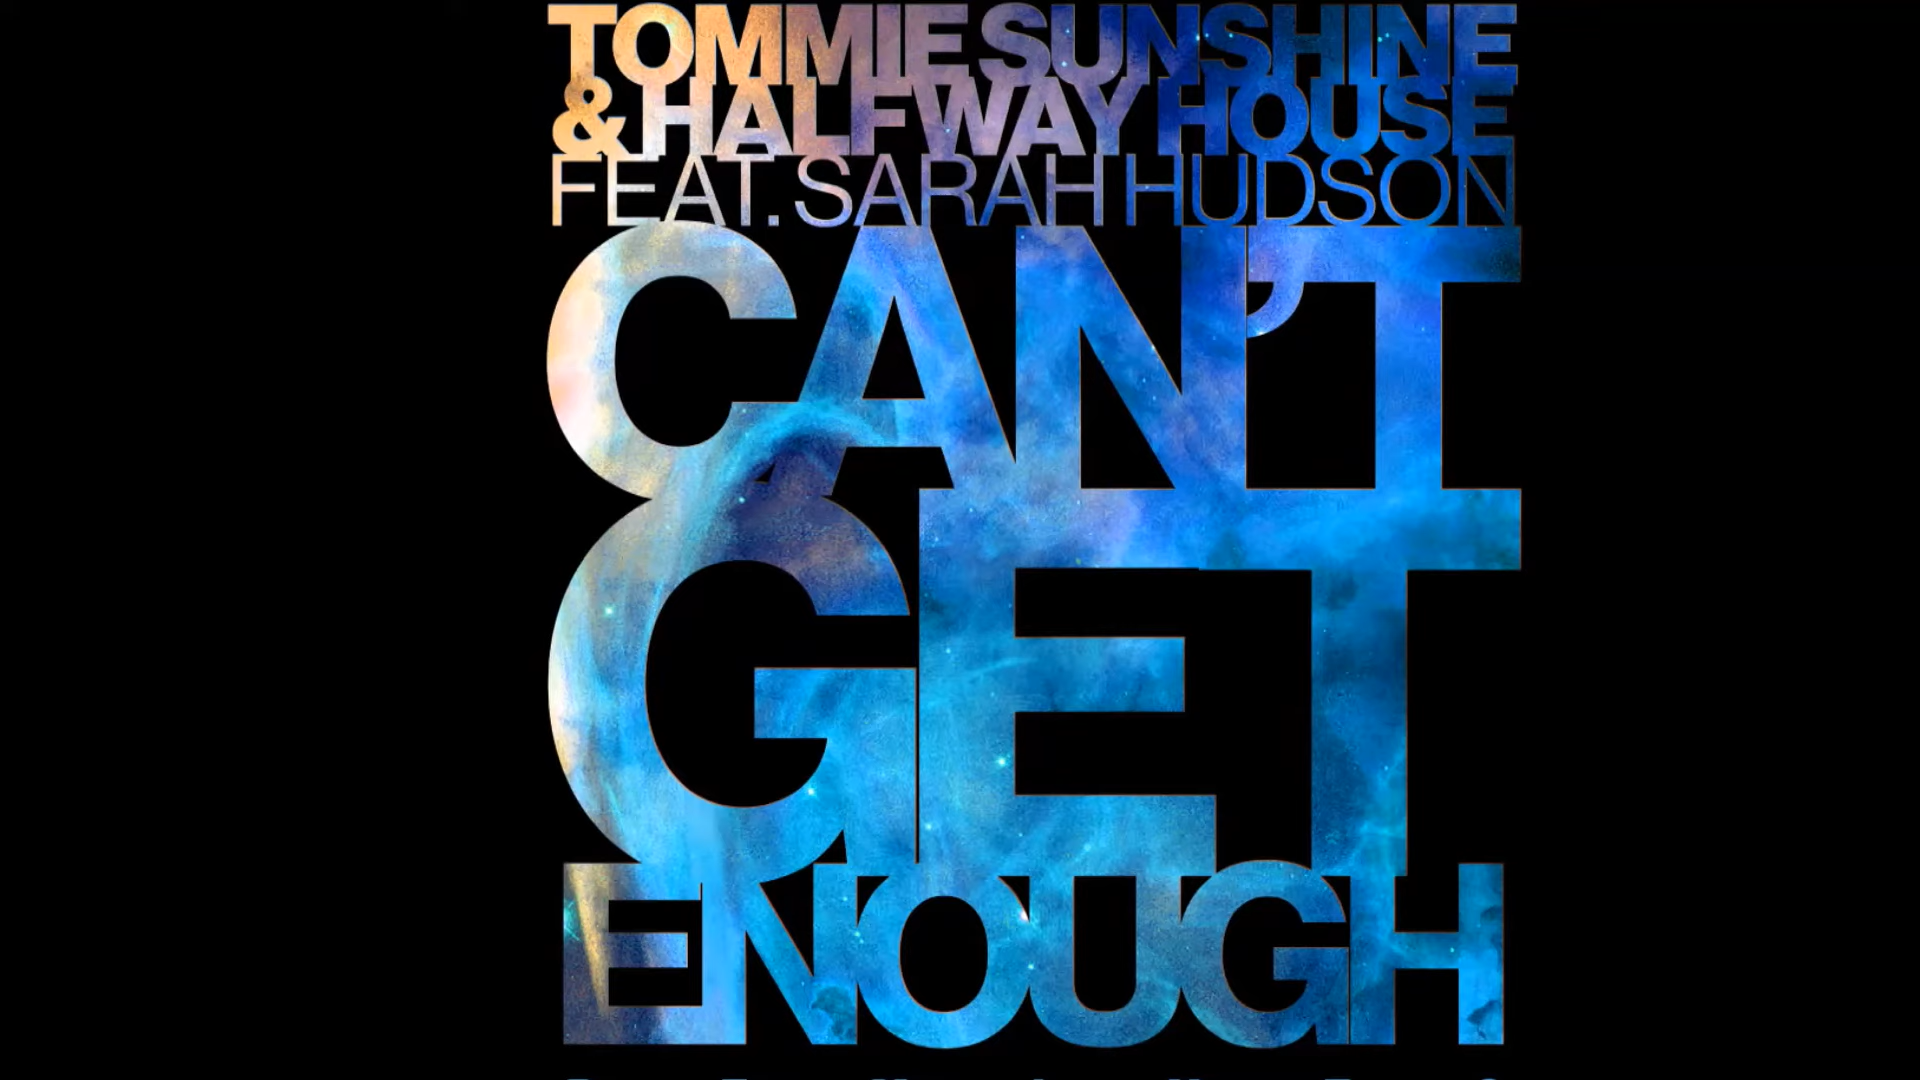 TOMMIE SUNSHINE
& HALFWAY HOUSE
FEAT. SARAH HUDSON
CAN'T
GET
ENOUGH